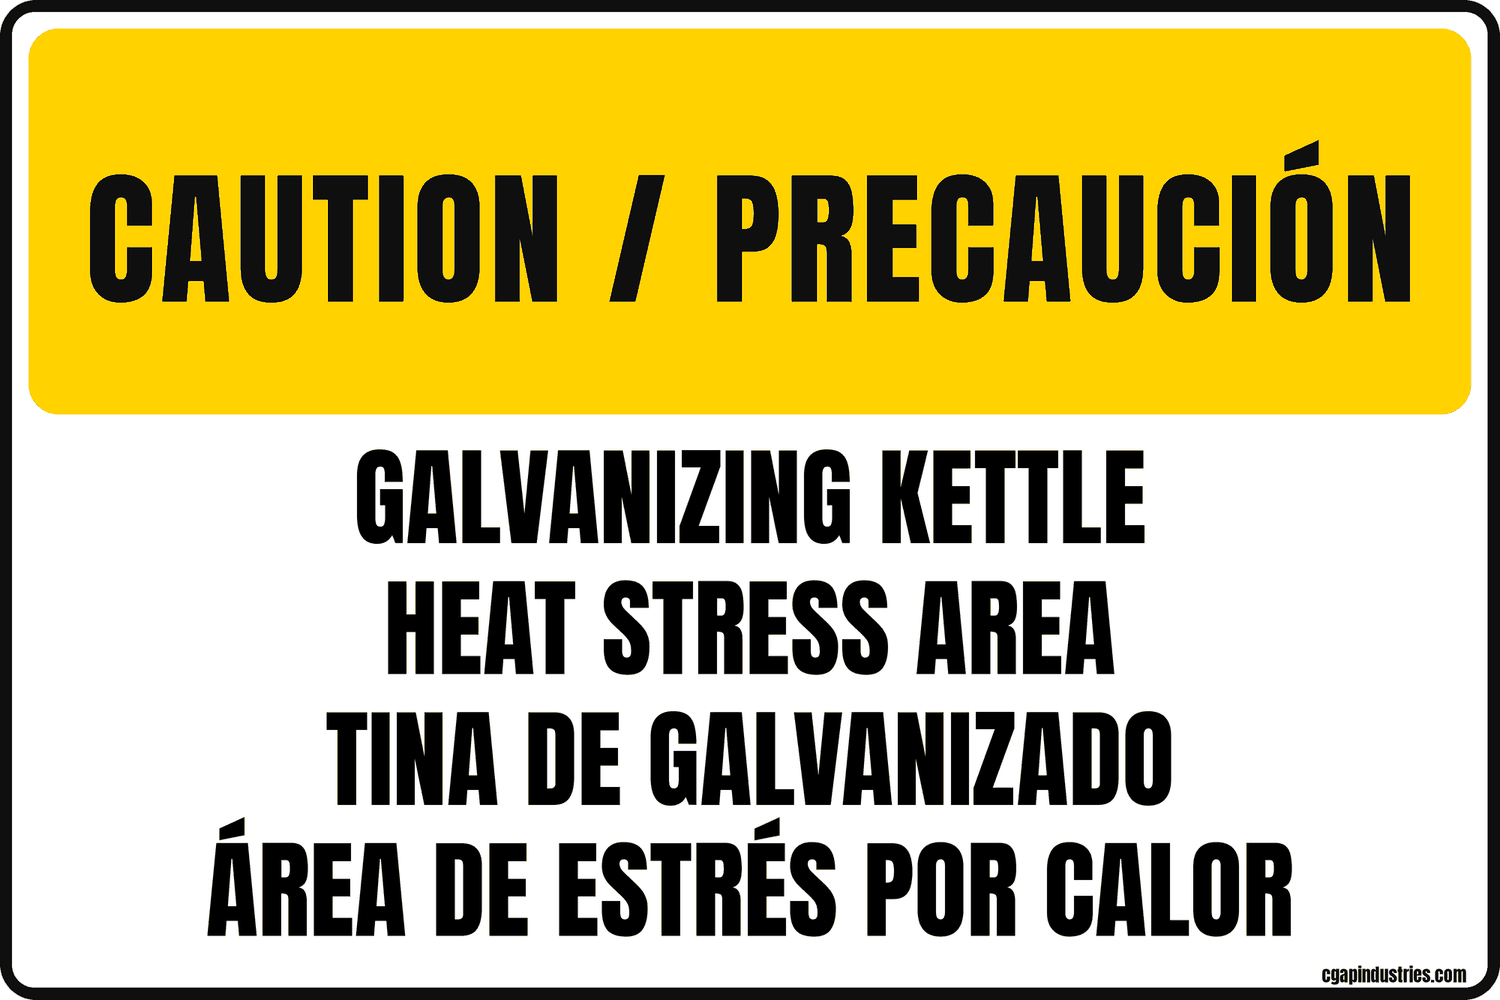 CAUTION / PRECAUCIÓN
GALVANIZING KETTLE
HEAT STRESS AREA
TINA DE GALVANIZADO
ÁREA DE ESTRÉS POR CALOR
cgapindustries.com